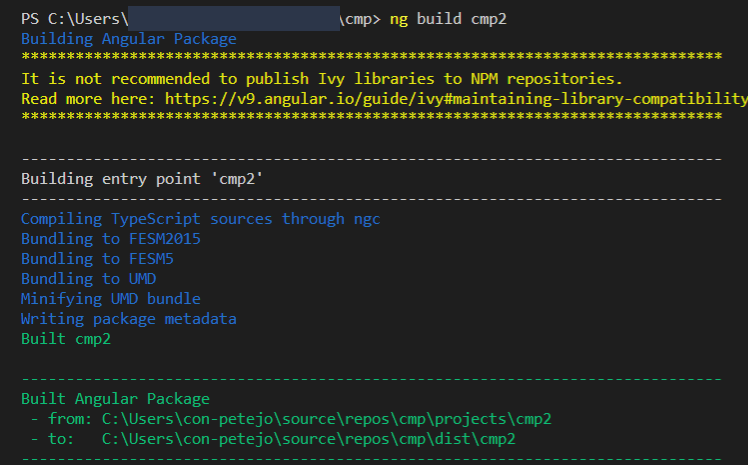 PS C:\Users\ \cmp> ng build cmp2
Building Angular Package
******************************************************************************
It is not recommended to publish Ivy libraries to NPM repositories.
Read more here: https://v9.angular.io/guide/ivy#maintaining-library-compatibility
******************************************************************************
------------------------------------------------------------------------------
Building entry point 'cmp2'
------------------------------------------------------------------------------
Compiling TypeScript sources through ngc
Bundling to FESM2015
Bundling to FESM5
Bundling to UMD
Minifying UMD bundle
Writing package metadata
Built cmp2
------------------------------------------------------------------------------
Built Angular Package
- from: C:\Users\con-petejo\source\repos\cmp\projects\cmp2
- to: C:\Users\con-petejo\source\repos\cmp\dist\cmp2
------------------------------------------------------------------------------